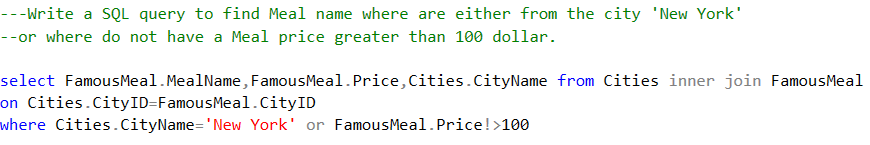 ---Write a SQL query to find Meal name where are either from the city 'New York'
--or where do not have a Meal price greater than 100 dollar.
select FamousMeal.MealName,FamousMeal.Price,Cities.CityName from Cities inner join FamousMeal
on Cities.CityID=FamousMeal.CityID
where Cities.CityName='New York' or FamousMeal.Price!>100